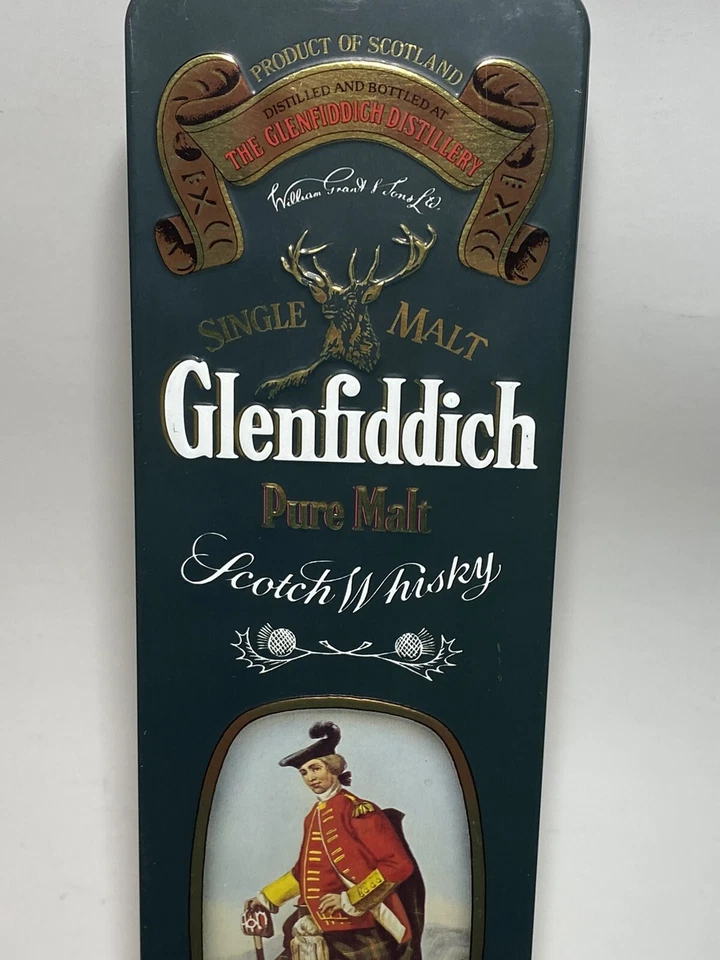 PRODUCT OF SCOTLAND
DISTILLED AND BOTTLED AT
THE GLENFIDDICH DISTILLERY
William Grant & Sons Ltd.
SINGLE MALT
Glenfiddich
Pure Malt
Scotch Whisky